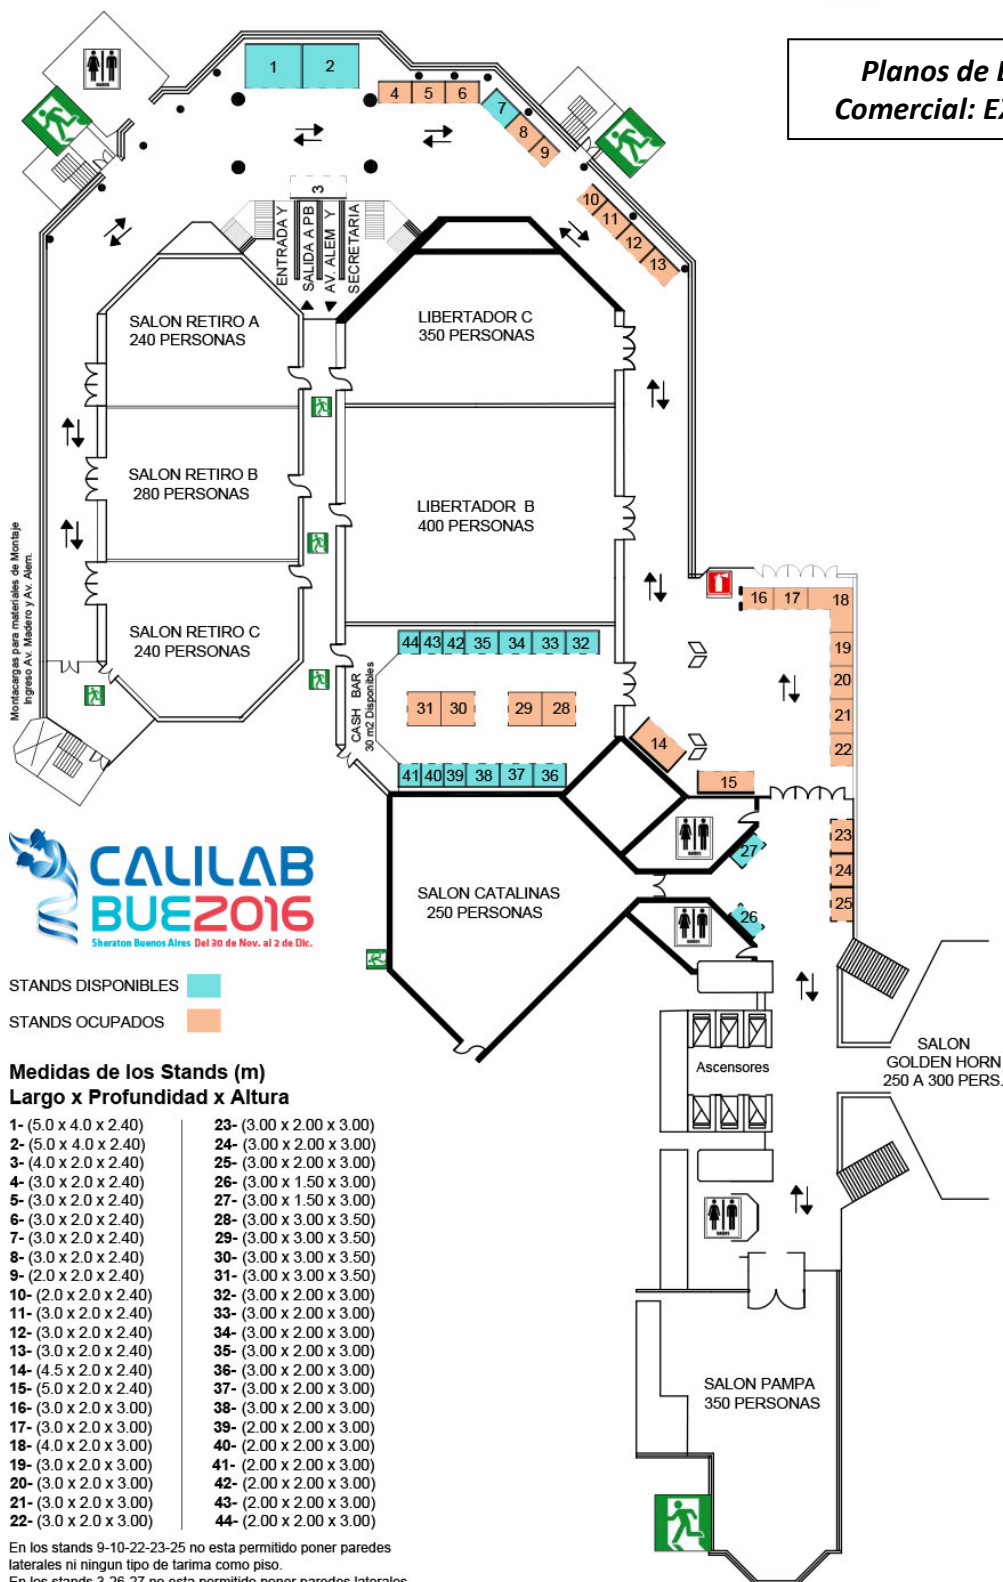 Planos de
Comercial:
1
2
4
5
6
7
8
9
3
10
11
12
13
ENTRADA Y
SALIDA A PB
AV. ALEM Y
SECRETARIA
SALON RETIRO A
240 PERSONAS
LIBERTADOR C
350 PERSONAS
SALON RETIRO B
280 PERSONAS
LIBERTADOR B
400 PERSONAS
Montacargas para materiales de Montaje
Ingreso Av. Madero y Av. Alem.
SALON RETIRO C
240 PERSONAS
16
17
18
19
20
21
22
44
43
42
35
34
33
32
CASH BAR
30 m2 Disponibles
31
30
29
28
14
15
41
40
39
38
37
36
23
24
25
27
26
BAÑOS
SALON CATALINAS
250 PERSONAS
CALILAB
BUE2016
Sheraton Buenos Aires Del 30 de Nov. al 2 de Dic.
STANDS DISPONIBLES
STANDS OCUPADOS
Ascensores
SALON
GOLDEN HORN
250 A 300 PERS.
SALON PAMPA
350 PERSONAS
Medidas de los Stands (m)
Largo x Profundidad x Altura
1- (5.0 x 4.0 x 2.40)
2- (5.0 x 4.0 x 2.40)
3- (4.0 x 2.0 x 2.40)
4- (3.0 x 2.0 x 2.40)
5- (3.0 x 2.0 x 2.40)
6- (3.0 x 2.0 x 2.40)
7- (3.0 x 2.0 x 2.40)
8- (3.0 x 2.0 x 2.40)
9- (2.0 x 2.0 x 2.40)
10- (2.0 x 2.0 x 2.40)
11- (3.0 x 2.0 x 2.40)
12- (3.0 x 2.0 x 2.40)
13- (3.0 x 2.0 x 2.40)
14- (4.5 x 2.0 x 2.40)
15- (5.0 x 2.0 x 2.40)
16- (3.0 x 2.0 x 3.00)
17- (3.0 x 2.0 x 3.00)
18- (4.0 x 2.0 x 3.00)
19- (3.0 x 2.0 x 3.00)
20- (3.0 x 2.0 x 3.00)
21- (3.0 x 2.0 x 3.00)
22- (3.0 x 2.0 x 3.00)
23- (3.00 x 2.00 x 3.00)
24- (3.00 x 2.00 x 3.00)
25- (3.00 x 2.00 x 3.00)
26- (3.00 x 1.50 x 3.00)
27- (3.00 x 1.50 x 3.00)
28- (3.00 x 3.00 x 3.50)
29- (3.00 x 3.00 x 3.50)
30- (3.00 x 3.00 x 3.50)
31- (3.00 x 3.00 x 3.50)
32- (3.00 x 2.00 x 3.00)
33- (3.00 x 2.00 x 3.00)
34- (3.00 x 2.00 x 3.00)
35- (3.00 x 2.00 x 3.00)
36- (3.00 x 2.00 x 3.00)
37- (3.00 x 2.00 x 3.00)
38- (3.00 x 2.00 x 3.00)
39- (2.00 x 2.00 x 3.00)
40- (2.00 x 2.00 x 3.00)
41- (2.00 x 2.00 x 3.00)
42- (2.00 x 2.00 x 3.00)
43- (2.00 x 2.00 x 3.00)
44- (2.00 x 2.00 x 3.00)
En los stands 9-10-22-23-25 no esta permitido poner paredes
laterales ni ningun tipo de tarima como piso.
En los stands 3-26-27 no esta permitido poner paredes laterales